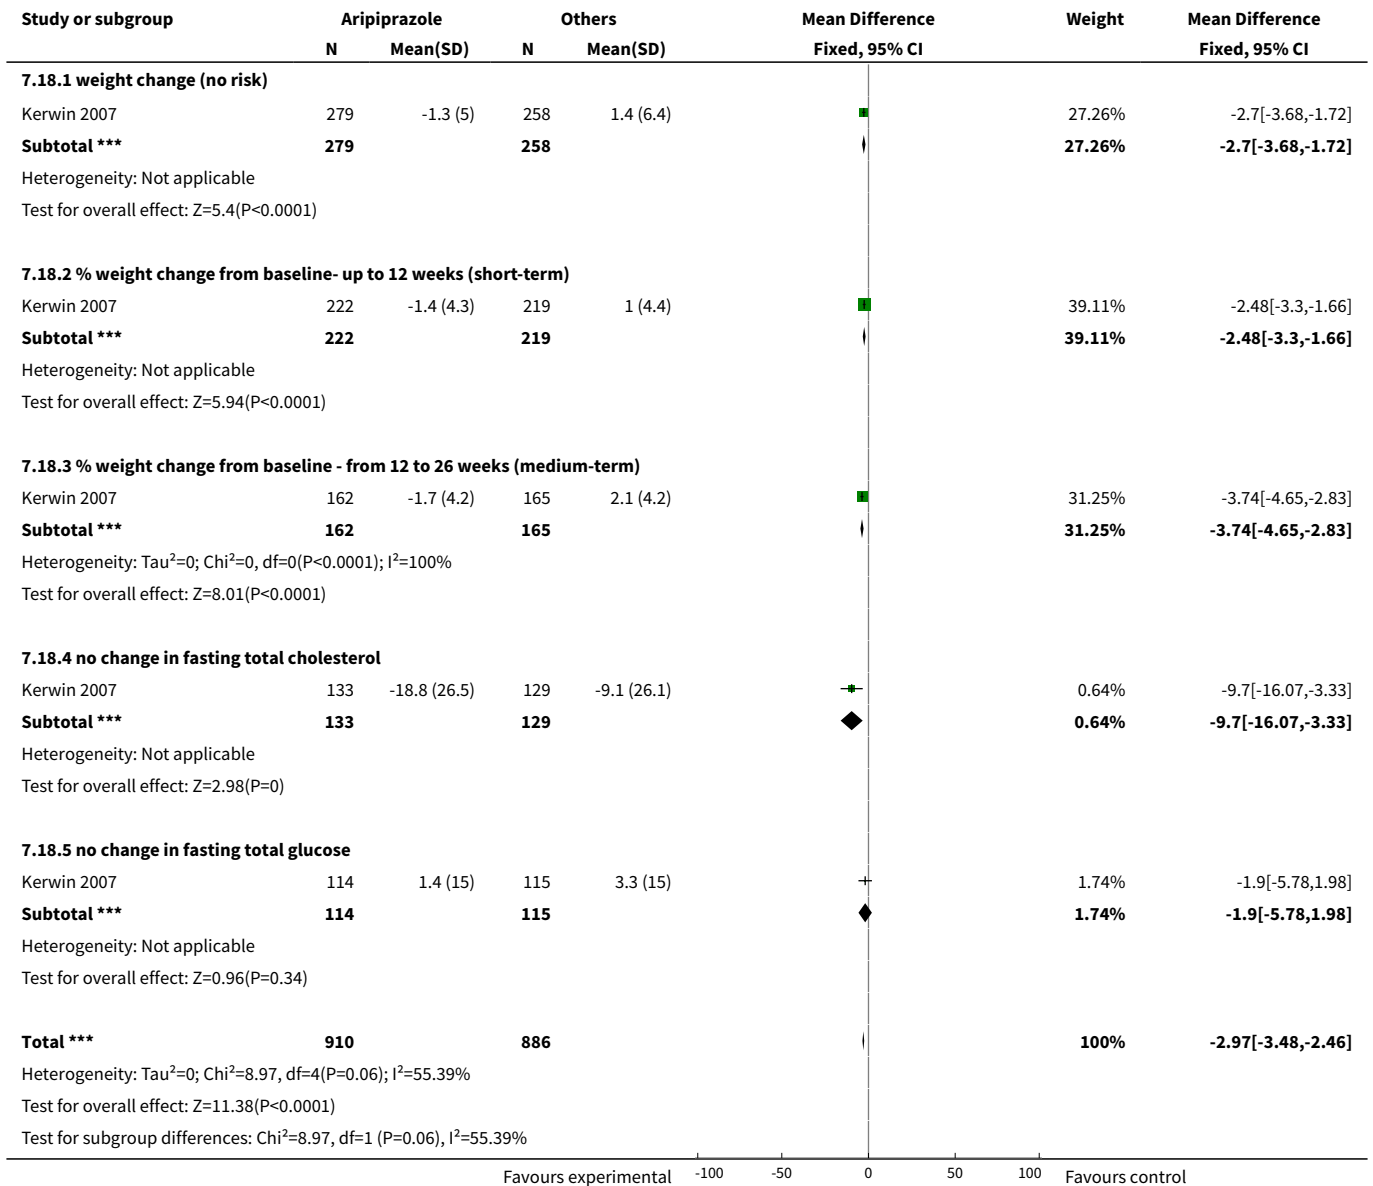 Study or subgroup Aripiprazole Others Mean Difference Weight Mean Difference
N Mean(SD) N Mean(SD) Fixed, 95% CI Fixed, 95% CI
7.18.1 weight change (no risk)
Kerwin 2007 279 -1.3 (5) 258 1.4 (6.4) 27.26% -2.7[-3.68,-1.72]
Subtotal *** 279 258 27.26% -2.7[-3.68,-1.72]
Heterogeneity: Not applicable
Test for overall effect: Z=5.4(P<0.0001)
7.18.2 % weight change from baseline- up to 12 weeks (short-term)
Kerwin 2007 222 -1.4 (4.3) 219 1 (4.4) 39.11% -2.48[-3.3,-1.66]
Subtotal *** 222 219 39.11% -2.48[-3.3,-1.66]
Heterogeneity: Not applicable
Test for overall effect: Z=5.94(P<0.0001)
7.18.3 % weight change from baseline - from 12 to 26 weeks (medium-term)
Kerwin 2007 162 -1.7 (4.2) 165 2.1 (4.2) 31.25% -3.74[-4.65,-2.83]
Subtotal *** 162 165 31.25% -3.74[-4.65,-2.83]
Heterogeneity: Tau²=0; Chi²=0, df=0(P<0.0001); I²=100%
Test for overall effect: Z=8.01(P<0.0001)
7.18.4 no change in fasting total cholesterol
Kerwin 2007 133 -18.8 (26.5) 129 -9.1 (26.1) 0.64% -9.7[-16.07,-3.33]
Subtotal *** 133 129 0.64% -9.7[-16.07,-3.33]
Heterogeneity: Not applicable
Test for overall effect: Z=2.98(P=0)
7.18.5 no change in fasting total glucose
Kerwin 2007 114 1.4 (15) 115 3.3 (15) 1.74% -1.9[-5.78,1.98]
Subtotal *** 114 115 1.74% -1.9[-5.78,1.98]
Heterogeneity: Not applicable
Test for overall effect: Z=0.96(P=0.34)
Total *** 910 886 100% -2.97[-3.48,-2.46]
Heterogeneity: Tau²=0; Chi²=8.97, df=4(P=0.06); I²=55.39%
Test for overall effect: Z=11.38(P<0.0001)
Test for subgroup differences: Chi²=8.97, df=1 (P=0.06), I²=55.39%
Favours experimental -100 -50 0 50 100 Favours control